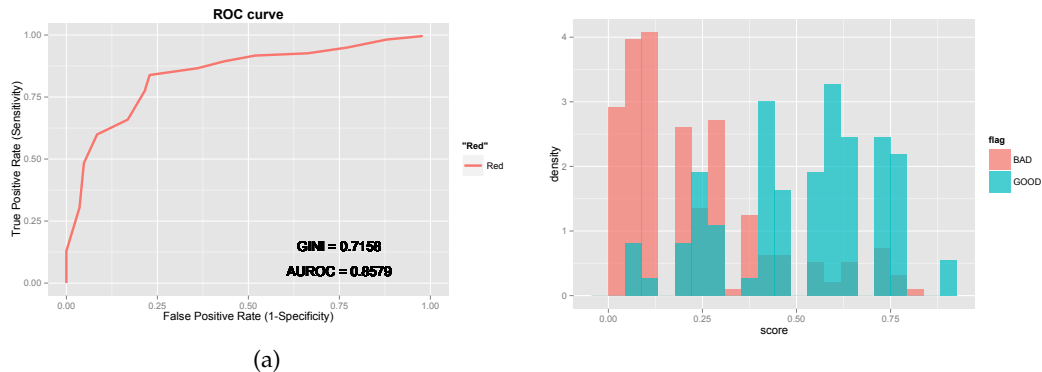 ROC curve
1.00
0.75
0.50
0.25
0.00
True Positive Rate (Sensitivity)
GINI = 0.7158
AUROC = 0.8579
0.00 0.25 0.50 0.75 1.00
False Positive Rate (1-Specificity)
"Red"
Red
(a)
4
3
2
1
0
density
0.00 0.25 0.50 0.75
score
flag
BAD
GOOD